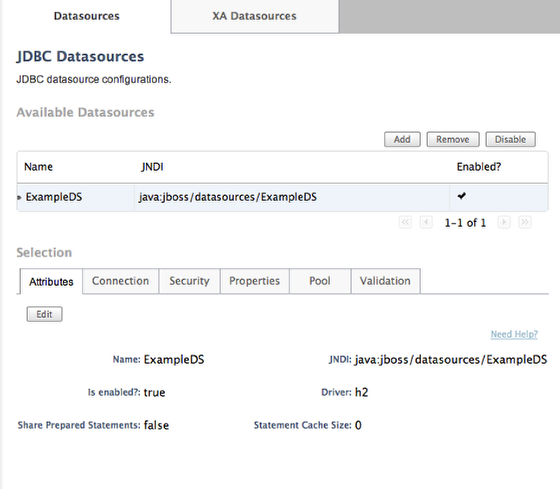 Datasources XA Datasources
JDBC Datasources
JDBC datasource configurations.
Available Datasources
Add Remove Disable
Name JNDI Enabled?
ExampleDS java:jboss/datasources/ExampleDS
1-1 of 1
Selection
Attributes Connection Security Properties Pool Validation
Edit
Need Help?
Name: ExampleDS JNDI: java:jboss/datasources/ExampleDS
Is enabled?: true Driver: h2
Share Prepared Statements: false Statement Cache Size: 0